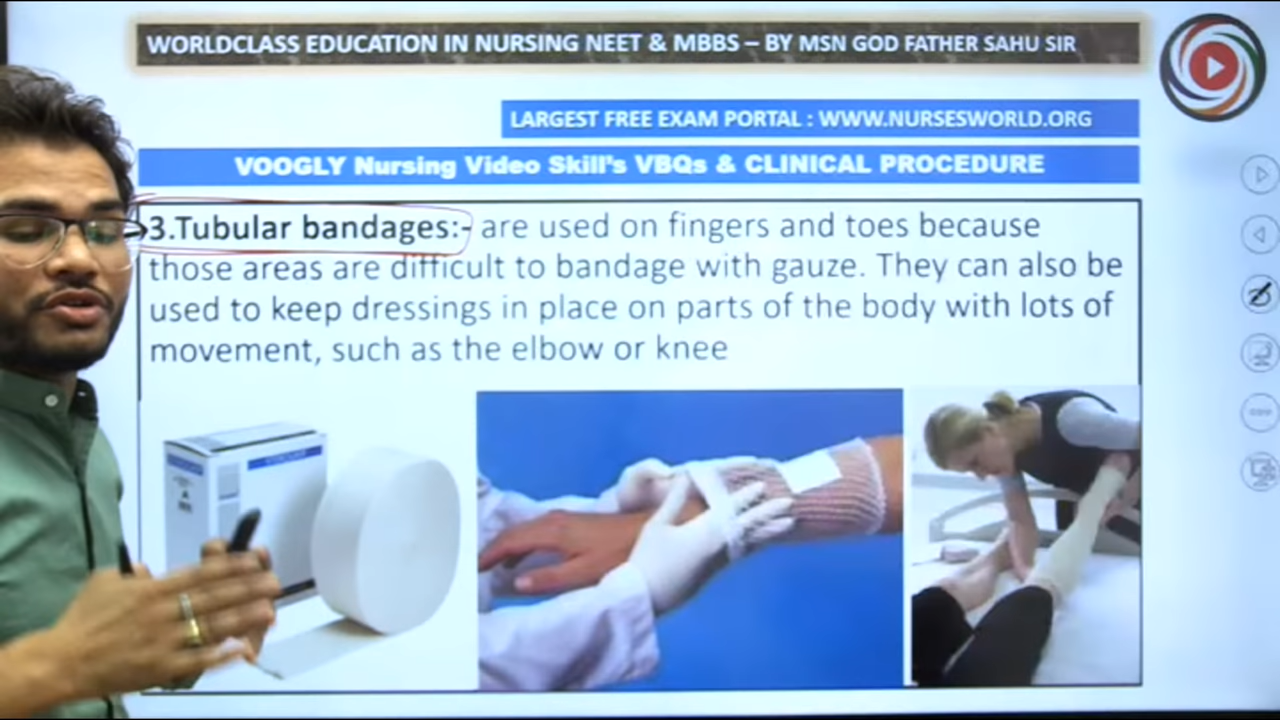 WORLDCLASS EDUCATION IN NURSING NEET & MBBS – BY MSN GOD FATHER SAHU SIR
LARGEST FREE EXAM PORTAL : WWW.NURSESWORLD.ORG
VOOGLY Nursing Video Skill's VBQs & CLINICAL PROCEDURE
3.Tubular bandages:- are used on fingers and toes because
those areas are difficult to bandage with gauze. They can also be
used to keep dressings in place on parts of the body with lots of
movement, such as the elbow or knee